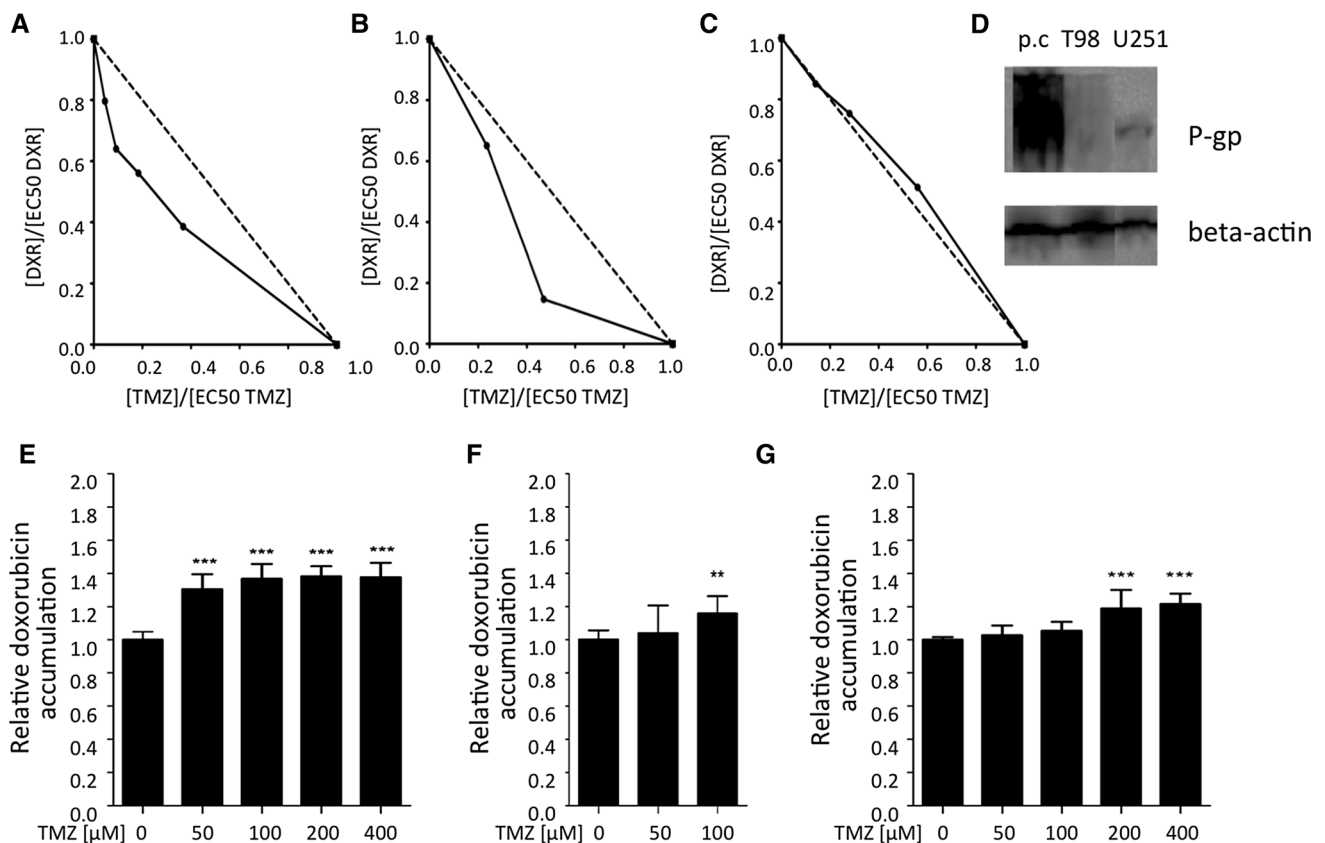 A
1.0
0.8
0.6
0.4
0.2
0.0
[DXR]/[EC50 DXR]
0.0 0.2 0.4 0.6 0.8 1.0
[TMZ]/[EC50 TMZ]
B
1.0
0.8
0.6
0.4
0.2
0.0
[DXR]/[EC50 DXR]
0.0 0.2 0.4 0.6 0.8 1.0
[TMZ]/[EC50 TMZ]
C
1.0
0.8
0.6
0.4
0.2
0.0
[DXR]/[EC50 DXR]
0.0 0.2 0.4 0.6 0.8 1.0
[TMZ]/[EC50 TMZ]
D
p.c T98 U251
P-gp
beta-actin
E
2.0
1.8
1.6
1.4
1.2
1.0
0.8
0.6
0.4
0.2
0.0
Relative doxorubicin
accumulation
*** *** *** ***
TMZ [µM] 0 50 100 200 400
F
2.0
1.8
1.6
1.4
1.2
1.0
0.8
0.6
0.4
0.2
0.0
Relative doxorubicin
accumulation
**
TMZ [µM] 0 50 100
G
2.0
1.8
1.6
1.4
1.2
1.0
0.8
0.6
0.4
0.2
0.0
Relative doxorubicin
accumulation
*** ***
TMZ [µM] 0 50 100 200 400